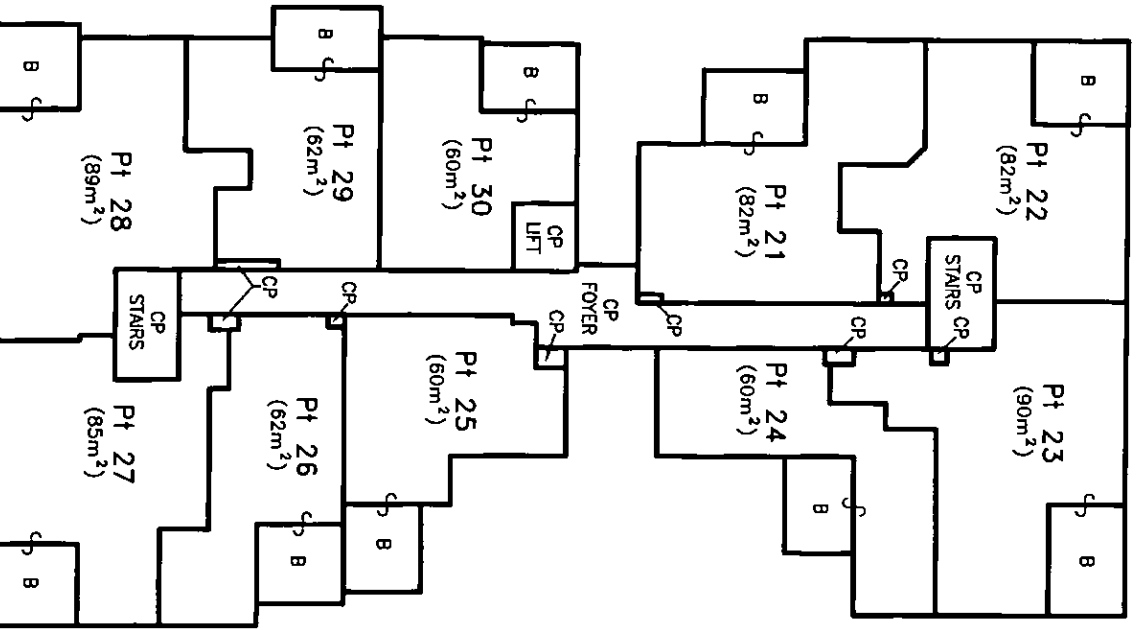 B
B
B
B
B
Pt 28
(89m²)
Pt 29
(62m²)
Pt 30
(60m²)
CP
LIFT
Pt 21
(82m²)
Pt 22
(82m²)
CP
STAIRS
CP
CP
CP
CP
FOYER
CP
CP
CP
CP
CP
STAIRS
Pt 27
(85m²)
Pt 26
(62m²)
Pt 25
(60m²)
Pt 24
(60m²)
Pt 23
(90m²)
B
B
B
B
B